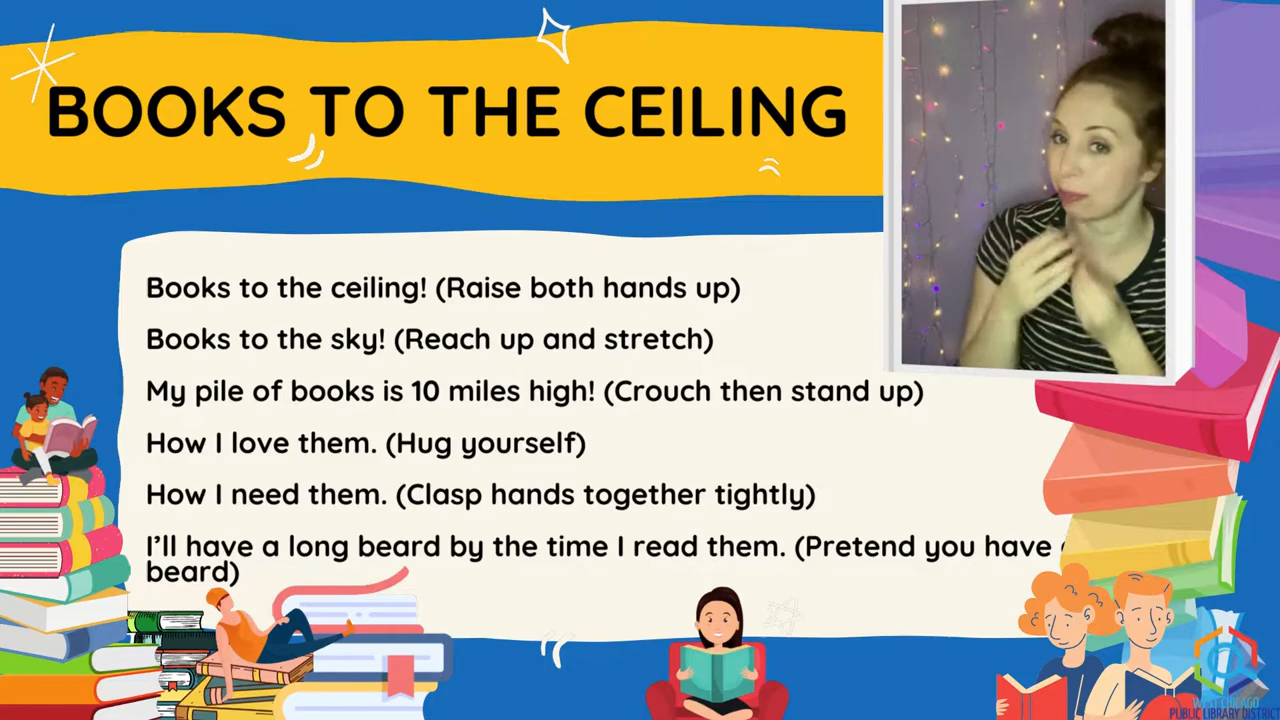 BOOKS TO THE CEILING
Books to the ceiling! (Raise both hands up)
Books to the sky! (Reach up and stretch)
My pile of books is 10 miles high! (Crouch then stand up)
How I love them. (Hug yourself)
How I need them. (Clasp hands together tightly)
I'll have a long beard by the time I read them. (Pretend you have
beard)
WEST CHICAGO
PUBLIC LIBRARY DISTRICT